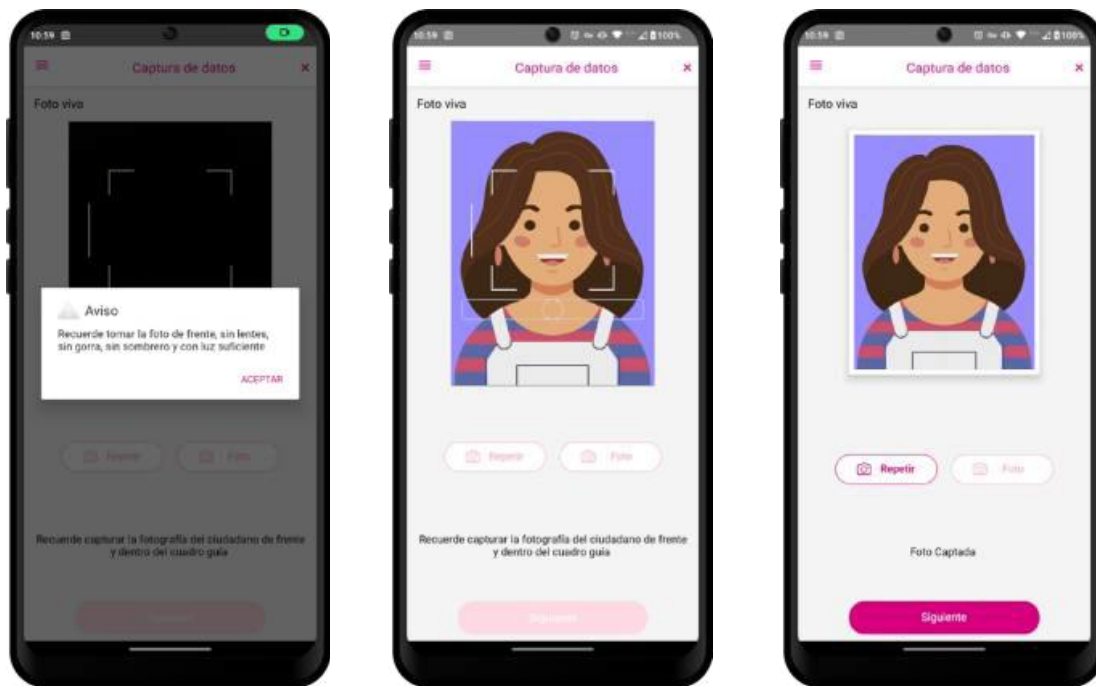 10:59
Captura de datos ×
Foto viva
Aviso
Recuerde tomar la foto de frente, sin lentes,
sin gorra, sin sombrero y con luz suficiente
ACEPTAR
Repetir
Foto
Recuerde capturar la fotografía del ciudadano de frente
y dentro del cuadro guía
Siguiente
10:59 100%
Captura de datos ×
Foto viva
Repetir
Foto
Recuerde capturar la fotografía del ciudadano de frente
y dentro del cuadro guía
Siguiente
10:59 100%
Captura de datos ×
Foto viva
Repetir
Foto
Foto Captada
Siguiente